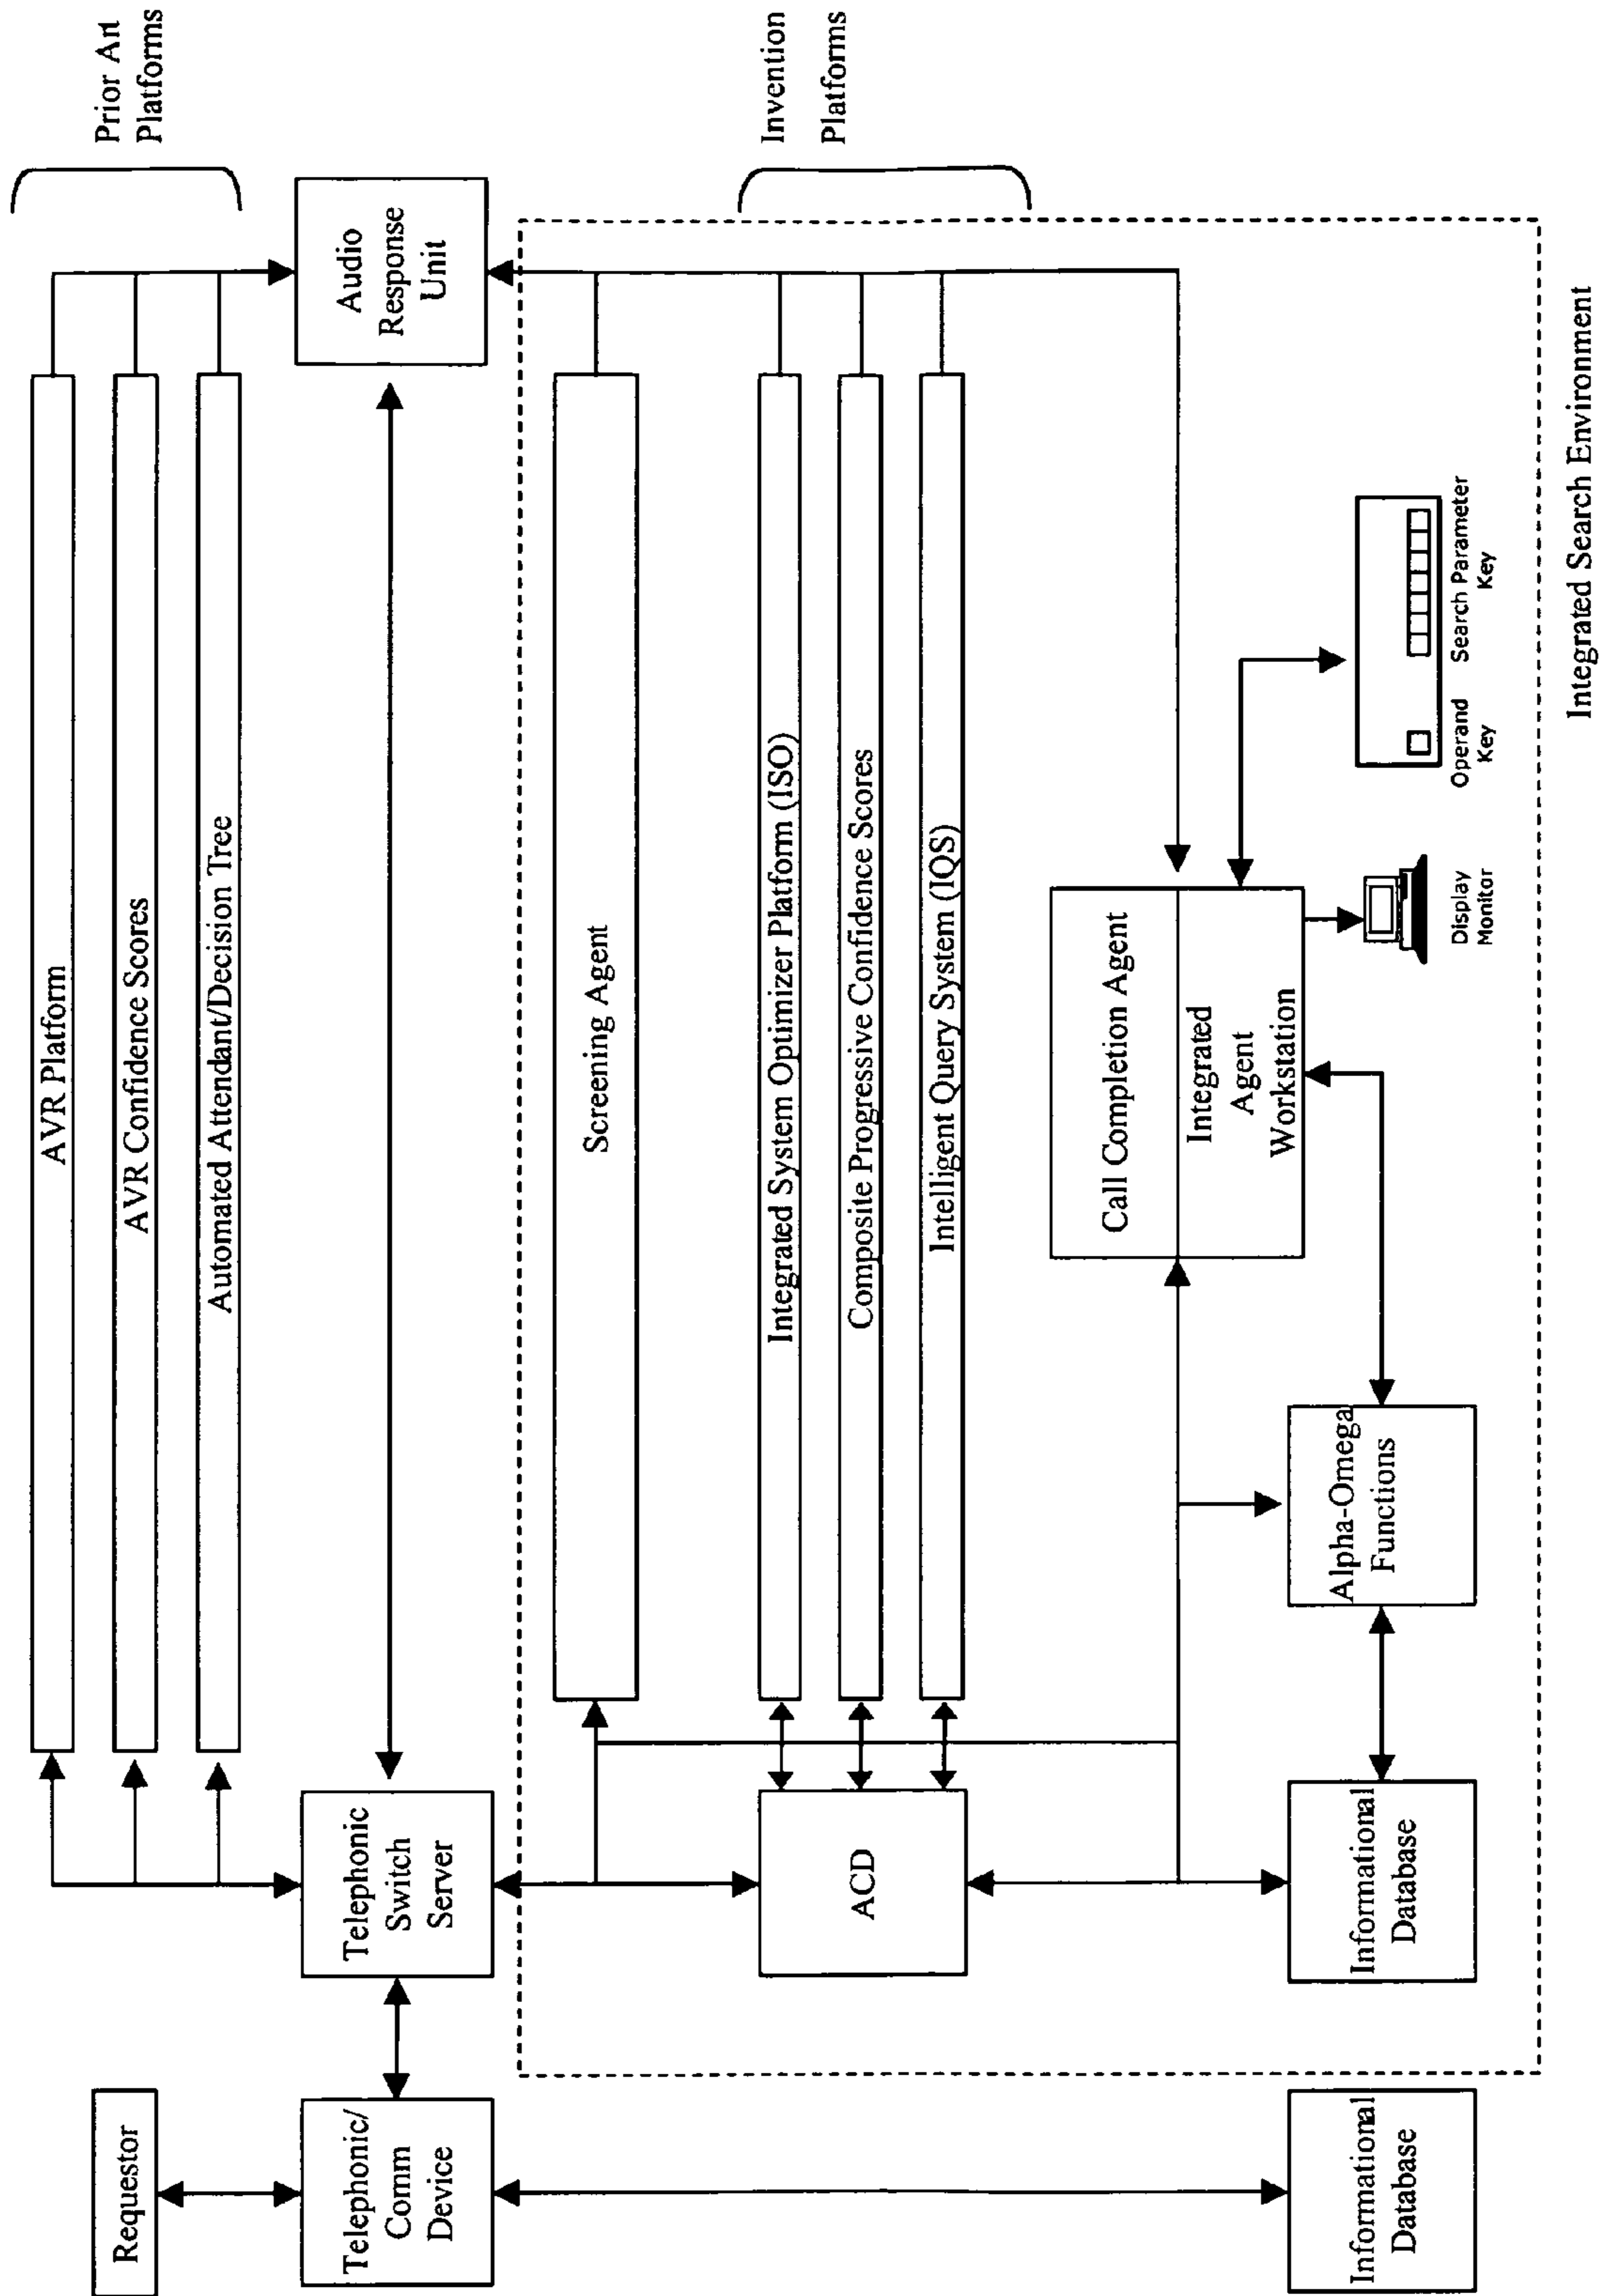 Requestor
AVR Platform
Prior Art
Platforms
AVR Confidence Scores
Automated Attendant/Decision Tree
Telephonic/
Comm
Device
Telephonic
Switch
Server
Audio
Response
Unit
Screening Agent
ACD
Integrated System Optimizer Platform (ISO)
Invention
Platforms
Composite Progressive Confidence Scores
Intelligent Query System (IQS)
Call Completion Agent
Integrated
Agent
Workstation
Informational
Database
Informational
Database
Alpha-Omega
Functions
Display
Monitor
Operand
Key
Search Parameter
Key
Integrated Search Environment